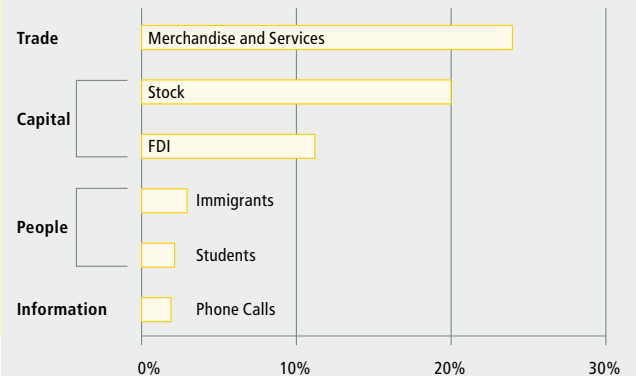 Trade
Merchandise and Services
Capital
Stock
FDI
People
Immigrants
Students
Information
Phone Calls
0% 10% 20% 30%